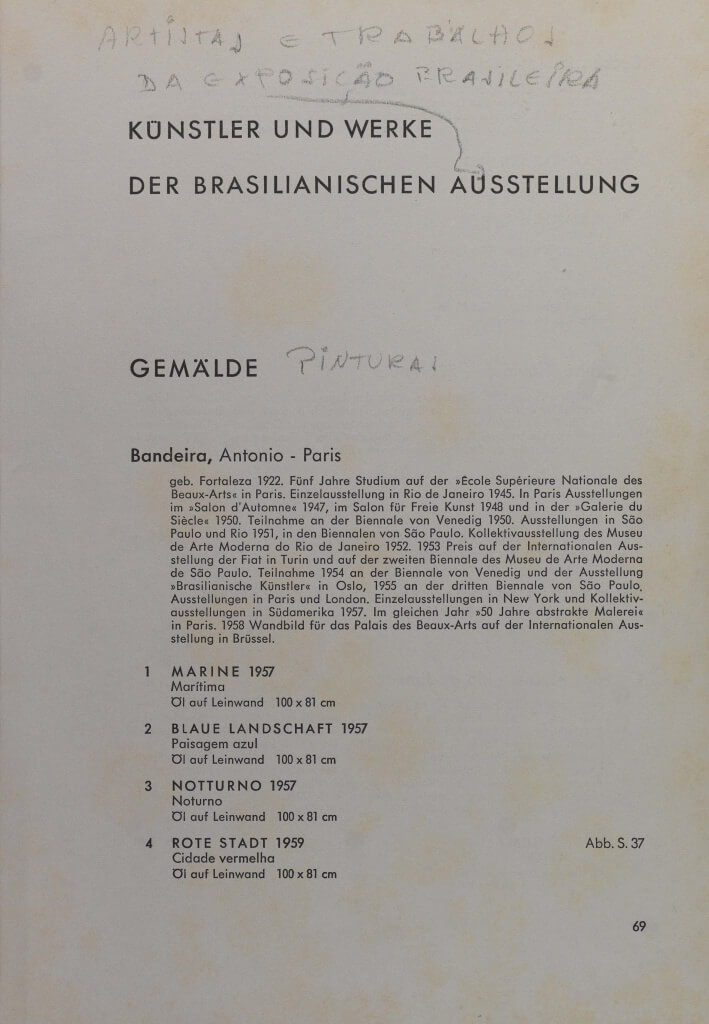 ARTISTAS E TRABALHOS
DA EXPOSIÇÃO BRASILEIRA
KÜNSTLER UND WERKE
DER BRASILIANISCHEN AUSSTELLUNG
GEMÄLDE PINTURAS
Bandeira, Antonio - Paris
geb. Fortaleza 1922. Fünf Jahre Studium auf der »École Supérieure Nationale des
Beaux-Arts« in Paris. Einzelausstellung in Rio de Janeiro 1945. In Paris Ausstellungen
im »Salon d'Automne« 1947, im Salon für Freie Kunst 1948 und in der »Galerie du
Siècle« 1950. Teilnahme an der Biennale von Venedig 1950. Ausstellungen in São
Paulo und Rio 1951, in den Biennalen von São Paulo. Kollektivausstellung des Museu
de Arte Moderna do Rio de Janeiro 1952. 1953 Preis auf der Internationalen Aus-
stellung der Fiat in Turin und auf der zweiten Biennale des Museu de Arte Moderna
de São Paulo. Teilnahme 1954 an der Biennale von Venedig und der Ausstellung
»Brasilianische Künstler« in Oslo, 1955 an der dritten Biennale von São Paulo,
Ausstellungen in Paris und London. Einzelausstellungen in New York und Kollektiv-
ausstellungen in Südamerika 1957. Im gleichen Jahr »50 Jahre abstrakte Malerei«
in Paris. 1958 Wandbild für das Palais des Beaux-Arts auf der Internationalen Aus-
stellung in Brüssel.
1 MARINE 1957
Marítima
Öl auf Leinwand 100 x 81 cm
2 BLAUE LANDSCHAFT 1957
Paisagem azul
Öl auf Leinwand 100 x 81 cm
3 NOTTURNO 1957
Noturno
Öl auf Leinwand 100 x 81 cm
4 ROTE STADT 1959 Abb. S. 37
Cidade vermelha
Öl auf Leinwand 100 x 81 cm
69